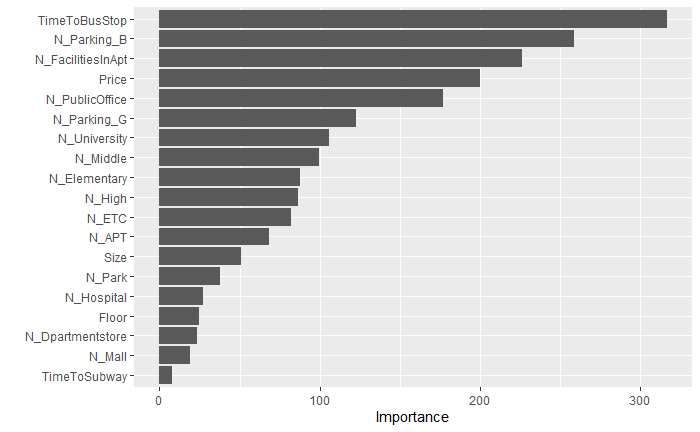 TimeToBusStop
N_Parking_B
N_FacilitiesInApt
Price
N_PublicOffice
N_Parking_G
N_University
N_Middle
N_Elementary
N_High
N_ETC
N_APT
Size
N_Park
N_Hospital
Floor
N_Dpartmentstore
N_Mall
TimeToSubway
0 100 200 300
Importance